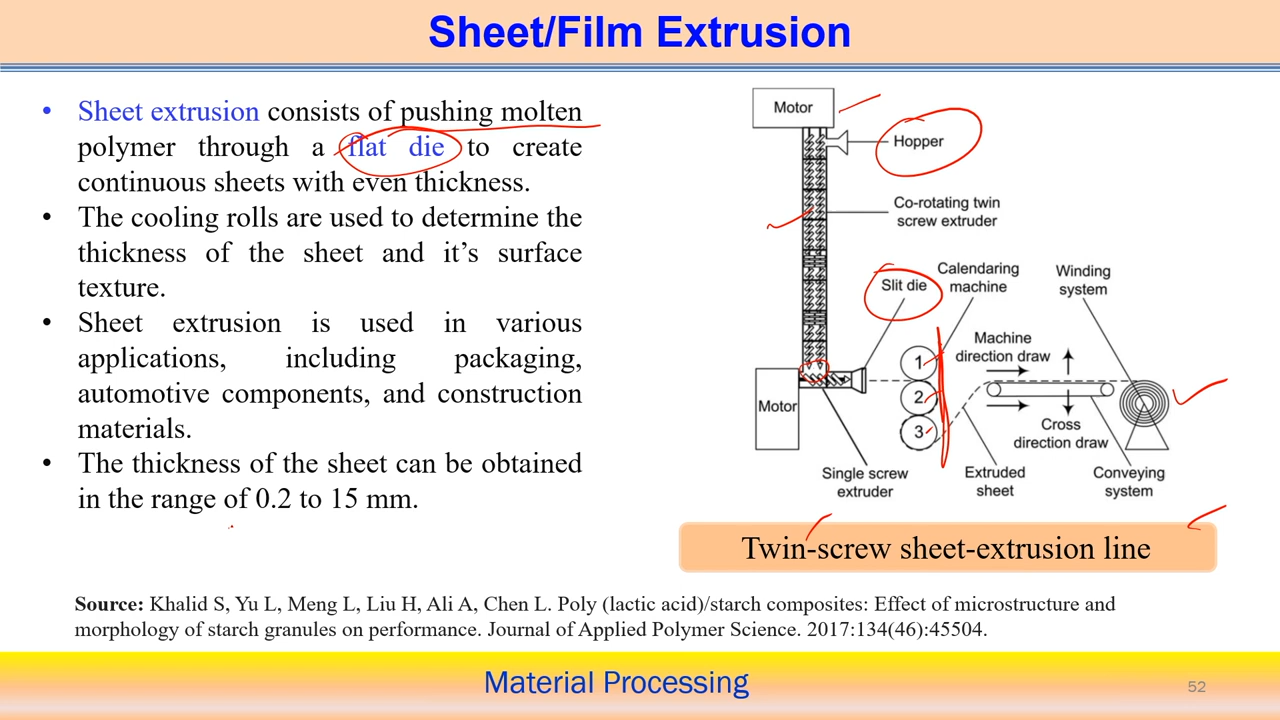 Sheet/Film Extrusion
• Sheet extrusion consists of pushing molten
polymer through a flat die to create
continuous sheets with even thickness.
• The cooling rolls are used to determine the
thickness of the sheet and it's surface
texture.
• Sheet extrusion is used in various
applications, including packaging,
automotive components, and construction
materials.
• The thickness of the sheet can be obtained
in the range of 0.2 to 15 mm.
Motor
Hopper
Co-rotating twin
screw extruder
Slit die
Calendaring
machine
Winding
system
Machine
direction draw
1
2
3
Motor
Cross
direction draw
Single screw
extruder
Extruded
sheet
Conveying
system
Twin-screw sheet-extrusion line
Source: Khalid S, Yu L, Meng L, Liu H, Ali A, Chen L. Poly (lactic acid)/starch composites: Effect of microstructure and
morphology of starch granules on performance. Journal of Applied Polymer Science. 2017:134(46):45504.
Material Processing
52